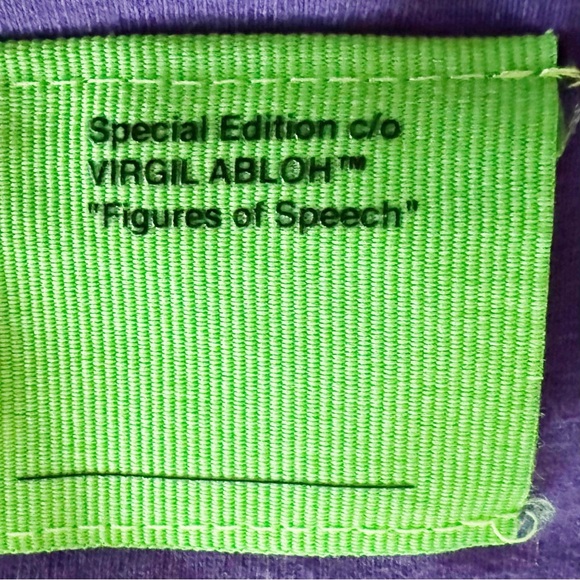 Special Edition c/o
VIRGIL ABLOH™
"Figures of Speech"